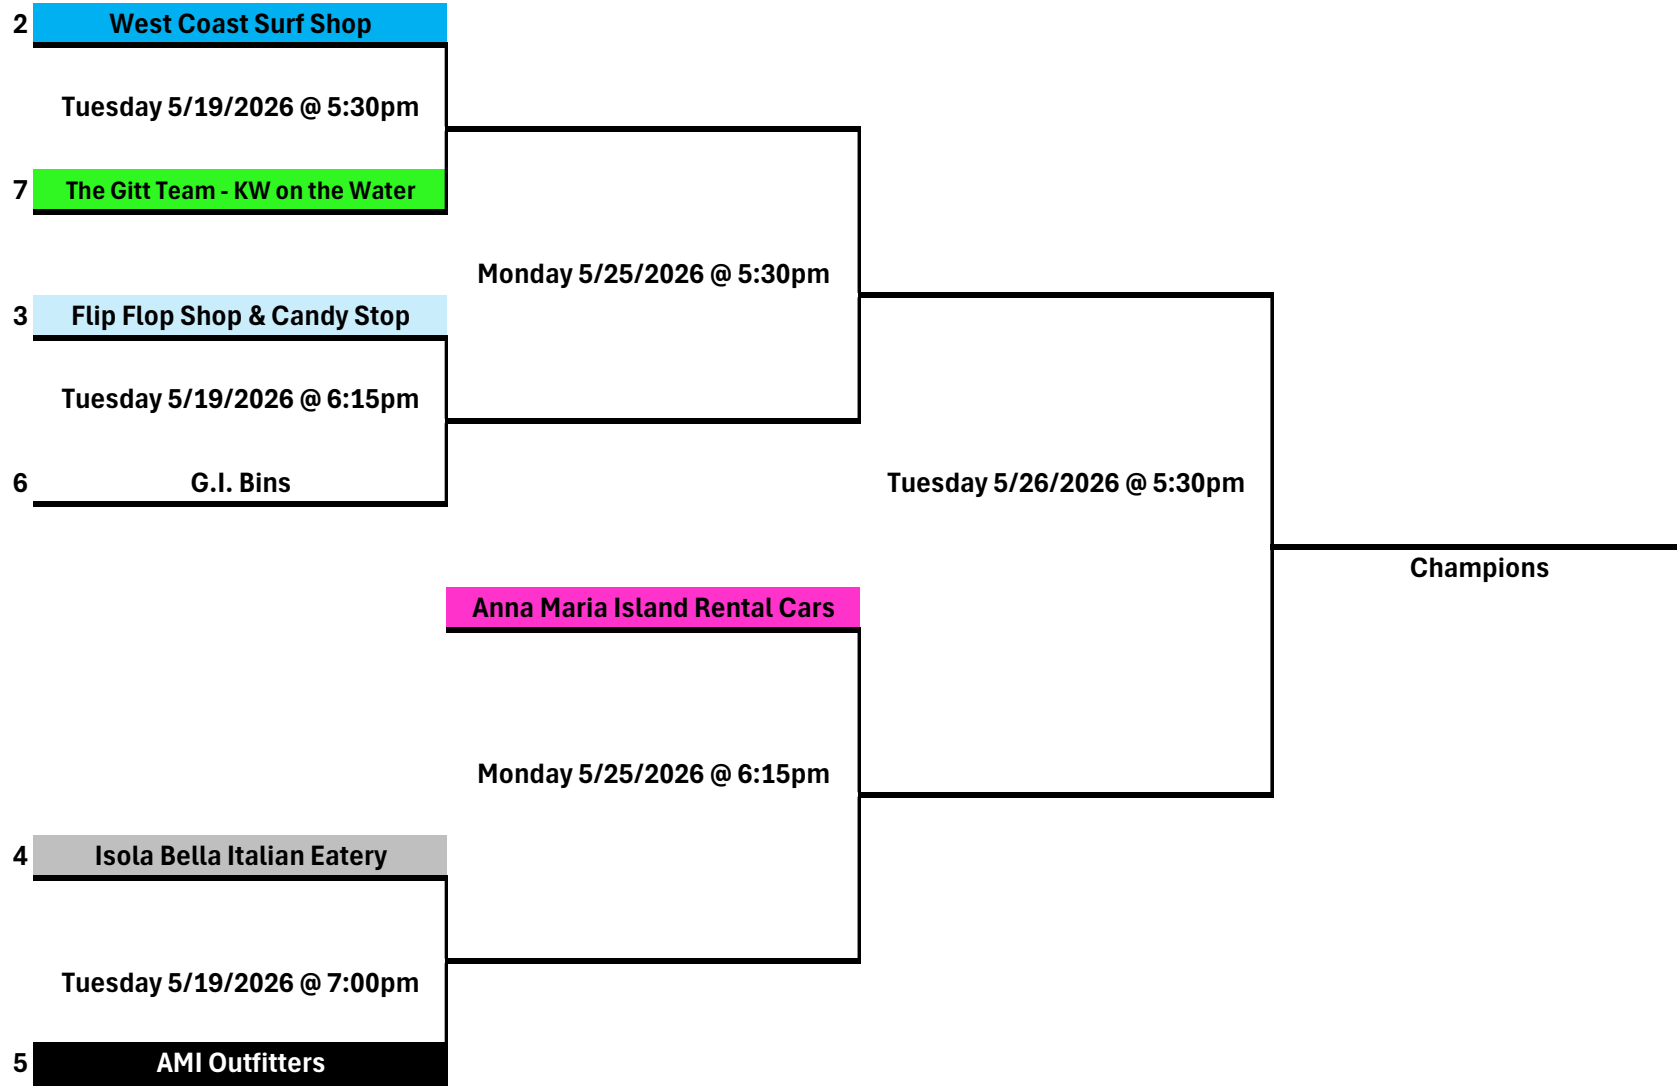 2 West Coast Surf Shop
Tuesday 5/19/2026 @ 5:30pm
7 The Gitt Team - KW on the Water
Monday 5/25/2026 @ 5:30pm
3 Flip Flop Shop & Candy Stop
Tuesday 5/19/2026 @ 6:15pm
6 G.I. Bins
Tuesday 5/26/2026 @ 5:30pm
Champions
Anna Maria Island Rental Cars
Monday 5/25/2026 @ 6:15pm
4 Isola Bella Italian Eatery
Tuesday 5/19/2026 @ 7:00pm
5 AMI Outfitters